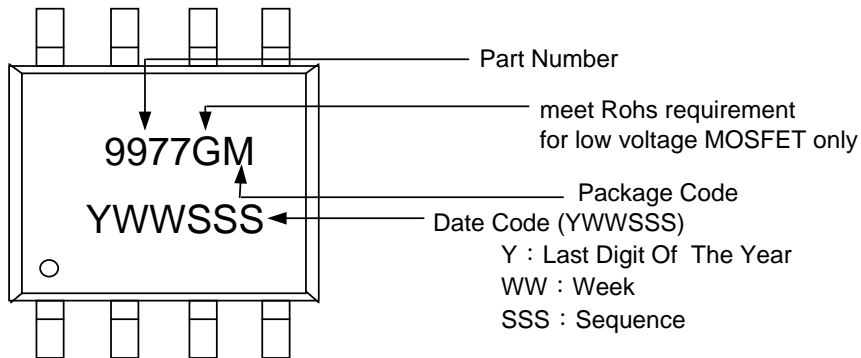 Part Number
meet Rohs requirement
for low voltage MOSFET only
9977GM
Package Code
YWWSSS
Date Code (YWWSSS)
Y：Last Digit Of The Year
WW：Week
SSS：Sequence